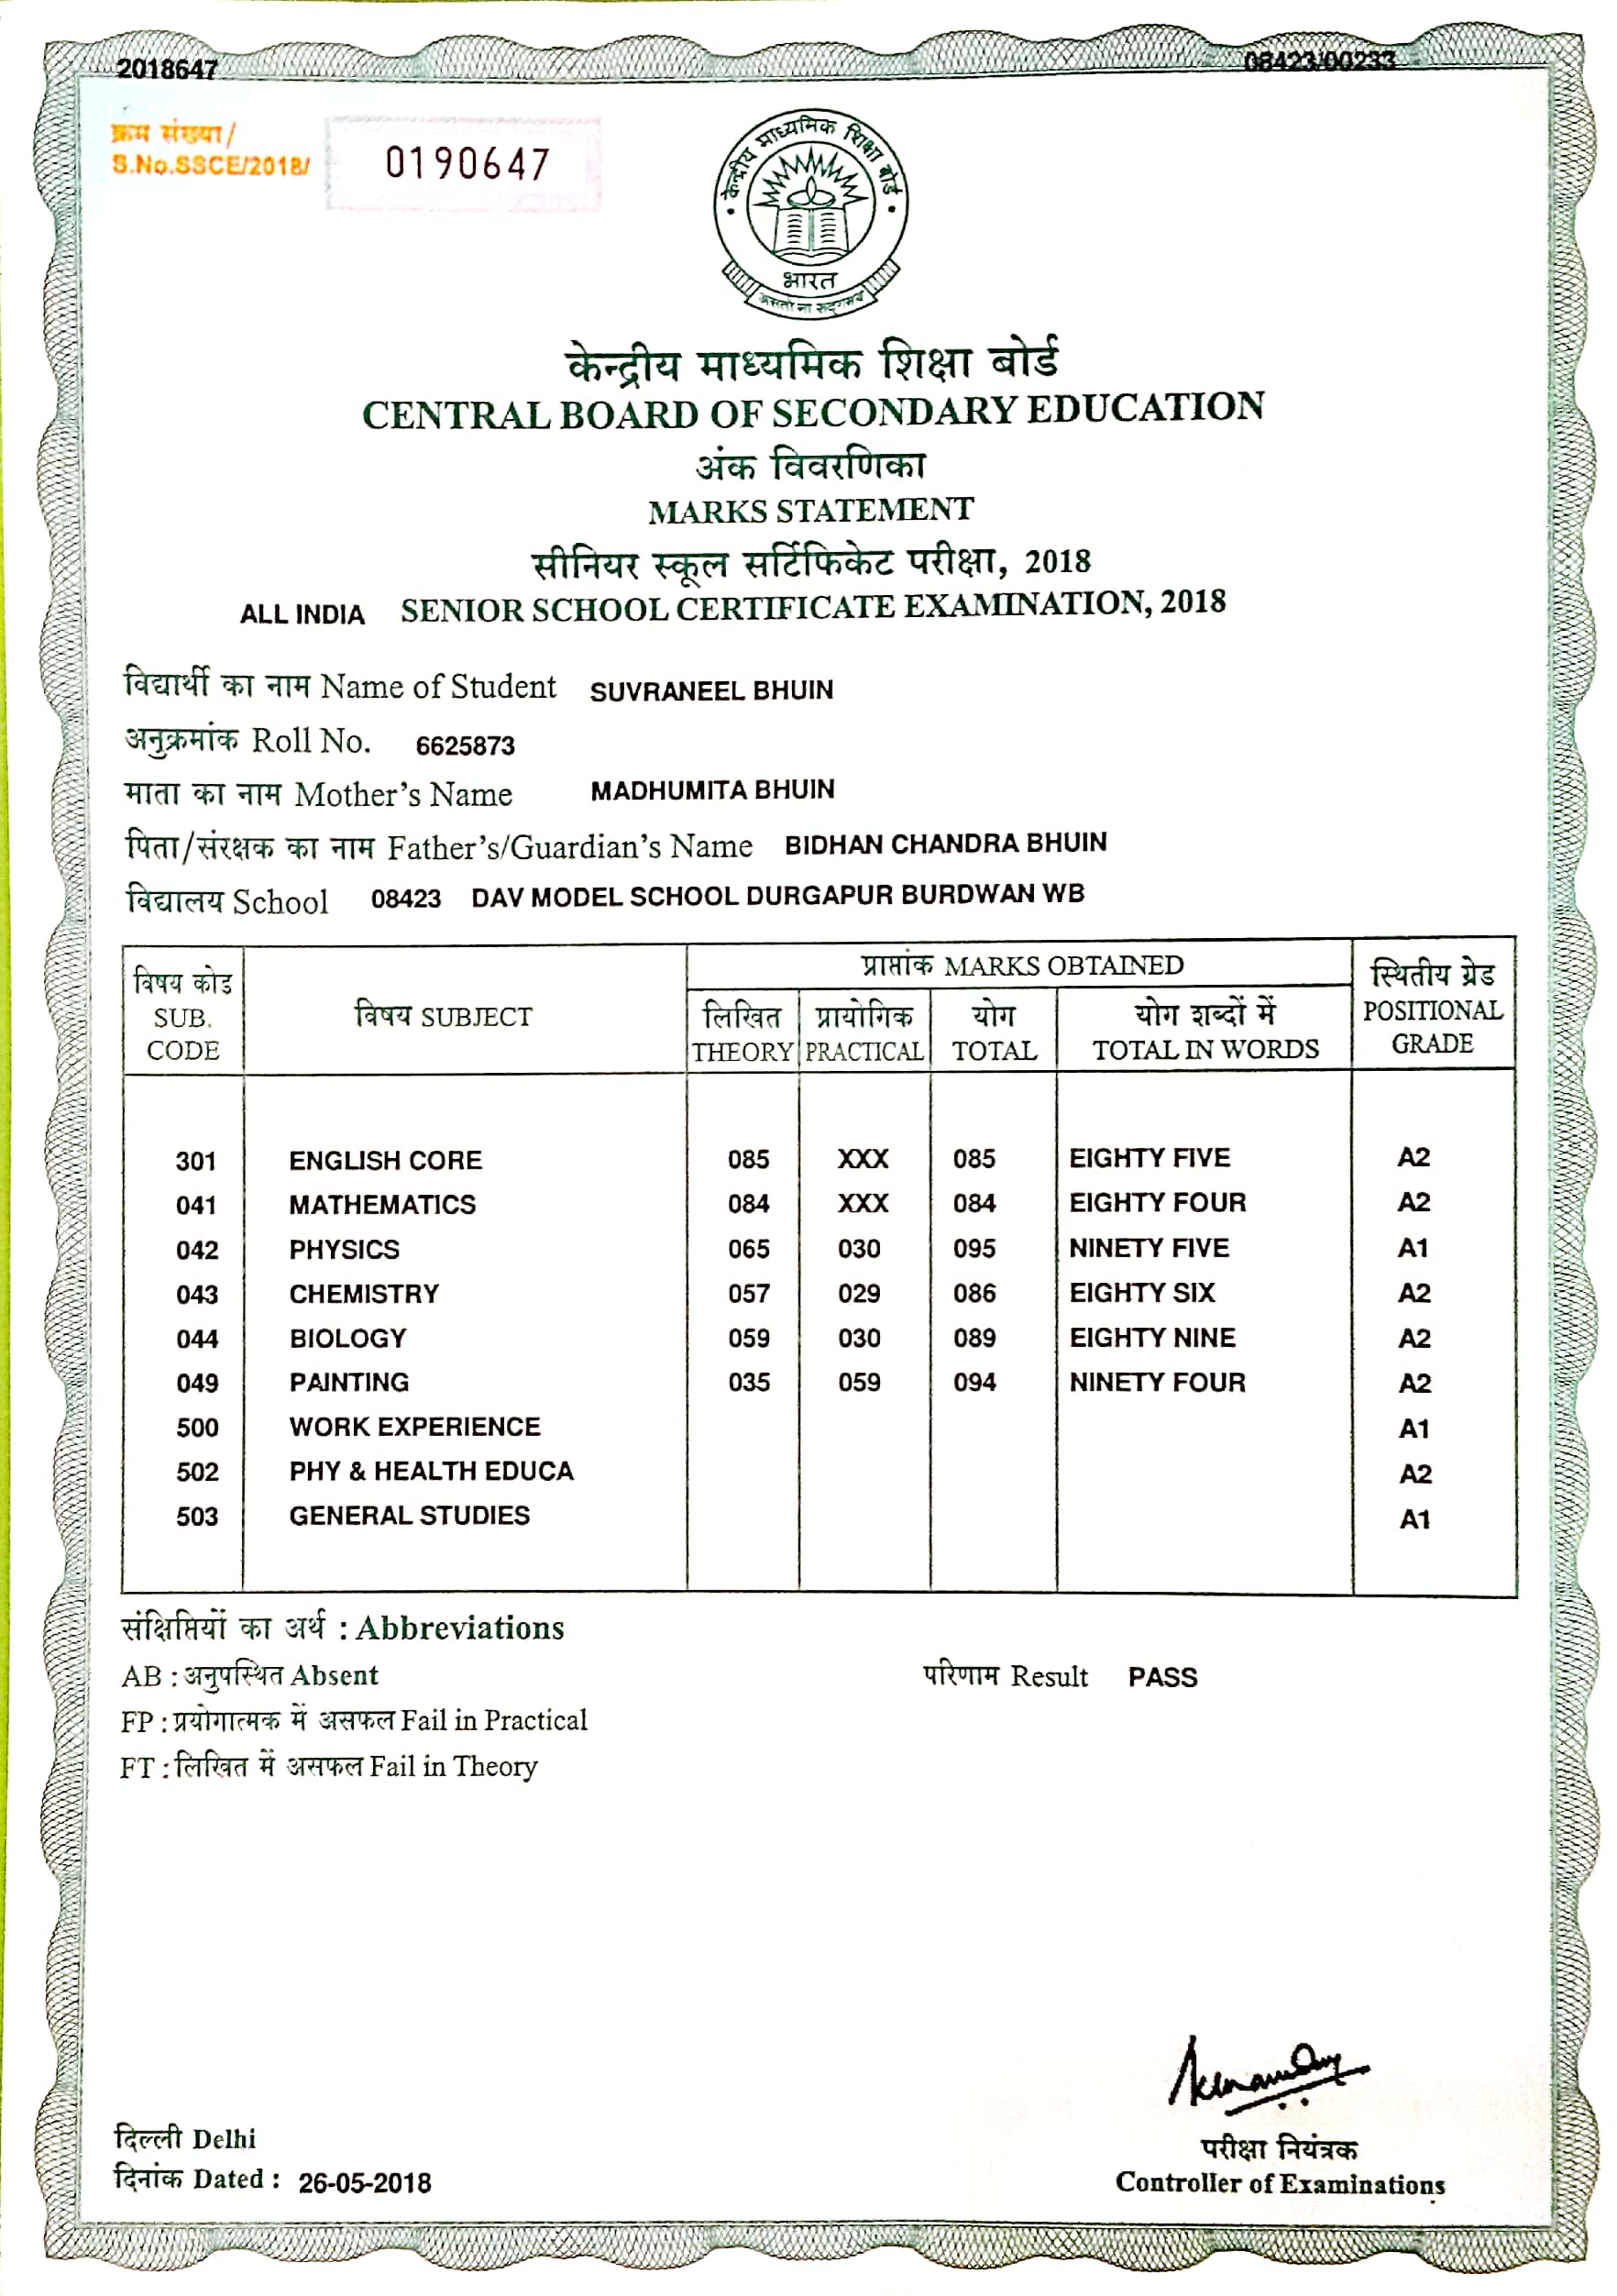 2018647
08423/00233
क्रम संख्या/
S.No.SSCE/2018/ 0190647
केन्द्रीय माध्यमिक शिक्षा बोर्ड
भारत
असतो मा सद्गमय
केन्द्रीय माध्यमिक शिक्षा बोर्ड
CENTRAL BOARD OF SECONDARY EDUCATION
अंक विवरणिका
MARKS STATEMENT
सीनियर स्कूल सर्टिफिकेट परीक्षा, 2018
ALL INDIA SENIOR SCHOOL CERTIFICATE EXAMINATION, 2018
विद्यार्थी का नाम Name of Student SUVRANEEL BHUIN
अनुक्रमांक Roll No. 6625873
माता का नाम Mother's Name MADHUMITA BHUIN
पिता/संरक्षक का नाम Father's/Guardian's Name BIDHAN CHANDRA BHUIN
विद्यालय School 08423 DAV MODEL SCHOOL DURGAPUR BURDWAN WB
विषय कोड SUB. CODE
विषय SUBJECT
प्राप्तांक MARKS OBTAINED
लिखित THEORY
प्रायोगिक PRACTICAL
योग TOTAL
योग शब्दों में TOTAL IN WORDS
स्थितीय ग्रेड POSITIONAL GRADE
301 ENGLISH CORE 085 XXX 085 EIGHTY FIVE A2
041 MATHEMATICS 084 XXX 084 EIGHTY FOUR A2
042 PHYSICS 065 030 095 NINETY FIVE A1
043 CHEMISTRY 057 029 086 EIGHTY SIX A2
044 BIOLOGY 059 030 089 EIGHTY NINE A2
049 PAINTING 035 059 094 NINETY FOUR A2
500 WORK EXPERIENCE A1
502 PHY & HEALTH EDUCA A2
503 GENERAL STUDIES A1
संक्षिप्तियों का अर्थ : Abbreviations
AB : अनुपस्थित Absent
परिणाम Result PASS
FP : प्रयोगात्मक में असफल Fail in Practical
FT : लिखित में असफल Fail in Theory
दिल्ली Delhi
दिनांक Dated : 26-05-2018
परीक्षा नियंत्रक
Controller of Examinations